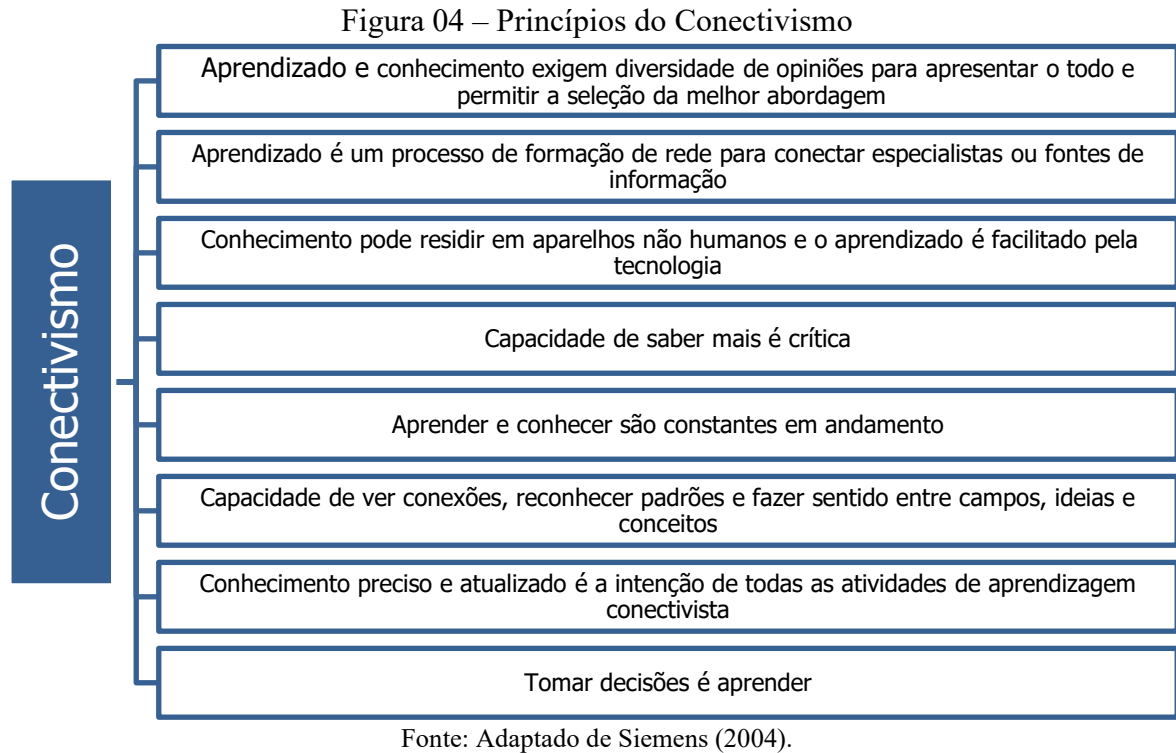 Figura 04 – Princípios do Conectivismo
Conectivismo
Aprendizado e conhecimento exigem diversidade de opiniões para apresentar o todo e
permitir a seleção da melhor abordagem
Aprendizado é um processo de formação de rede para conectar especialistas ou fontes de
informação
Conhecimento pode residir em aparelhos não humanos e o aprendizado é facilitado pela
tecnologia
Capacidade de saber mais é crítica
Aprender e conhecer são constantes em andamento
Capacidade de ver conexões, reconhecer padrões e fazer sentido entre campos, ideias e
conceitos
Conhecimento preciso e atualizado é a intenção de todas as atividades de aprendizagem
conectivista
Tomar decisões é aprender
Fonte: Adaptado de Siemens (2004).